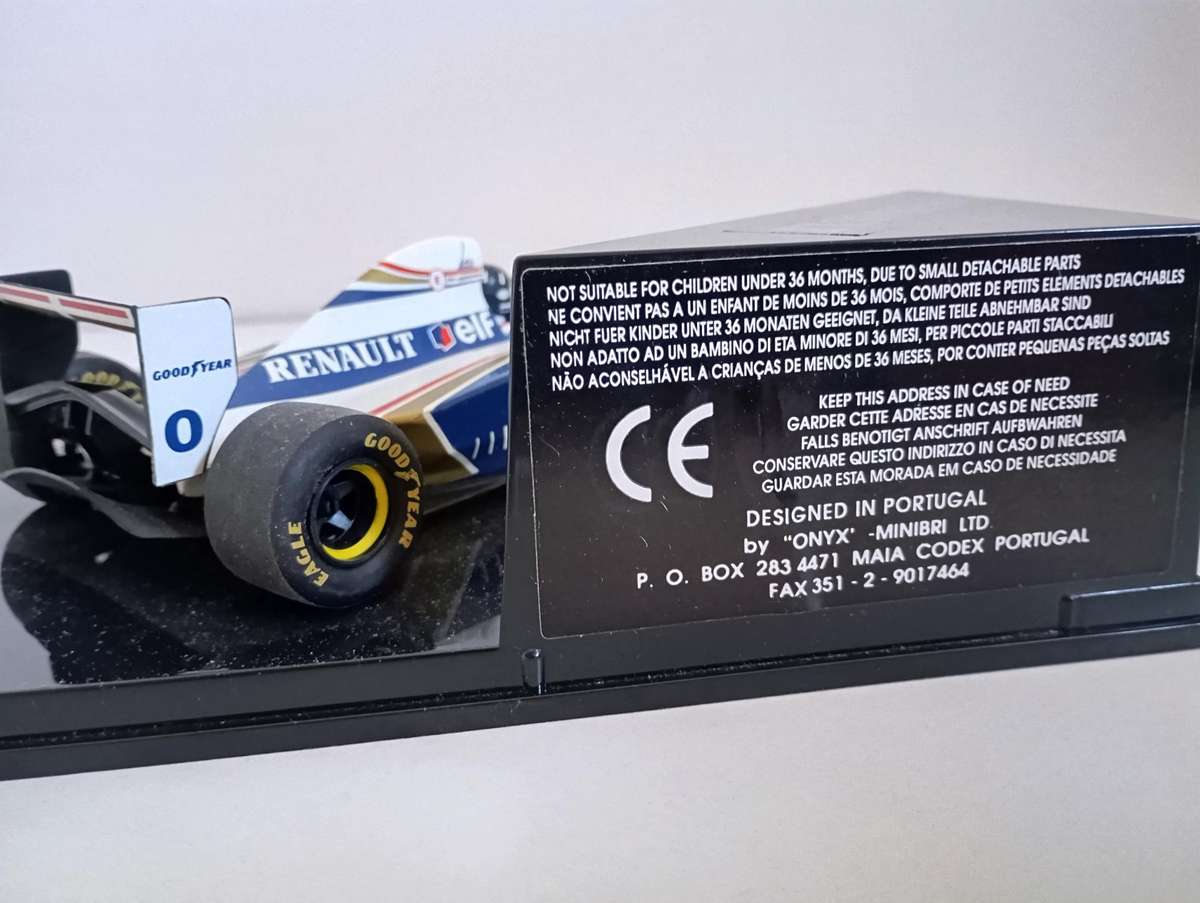 GOODYEAR
0
RENAULT elf
0
GOODYEAR
EAGLE
NOT SUITABLE FOR CHILDREN UNDER 36 MONTHS, DUE TO SMALL DETACHABLE PARTS
NE CONVIENT PAS A UN ENFANT DE MOINS DE 36 MOIS, COMPORTE DE PETITS ELEMENTS DETACHABLES
NICHT FUER KINDER UNTER 36 MONATEN GEEIGNET, DA KLEINE TEILE ABNEHMBAR SIND
NON ADATTO AD UN BAMBINO DI ETA MINORE DI 36 MESI, PER PICCOLE PARTI STACCABILI
NÃO ACONSELHÁVEL A CRIANÇAS DE MENOS DE 36 MESES, POR CONTER PEQUENAS PEÇAS SOLTAS
CE
KEEP THIS ADDRESS IN CASE OF NEED
GARDER CETTE ADRESSE EN CAS DE NECESSITE
FALLS BENOTIGT ANSCHRIFT AUFBWAHREN
CONSERVARE QUESTO INDIRIZZO IN CASO DI NECESSITA
GUARDAR ESTA MORADA EM CASO DE NECESSIDADE
DESIGNED IN PORTUGAL
by "ONYX" -MINIBRI LTD
P. O. BOX 283 4471 MAIA CODEX PORTUGAL
FAX 351 - 2 - 9017464